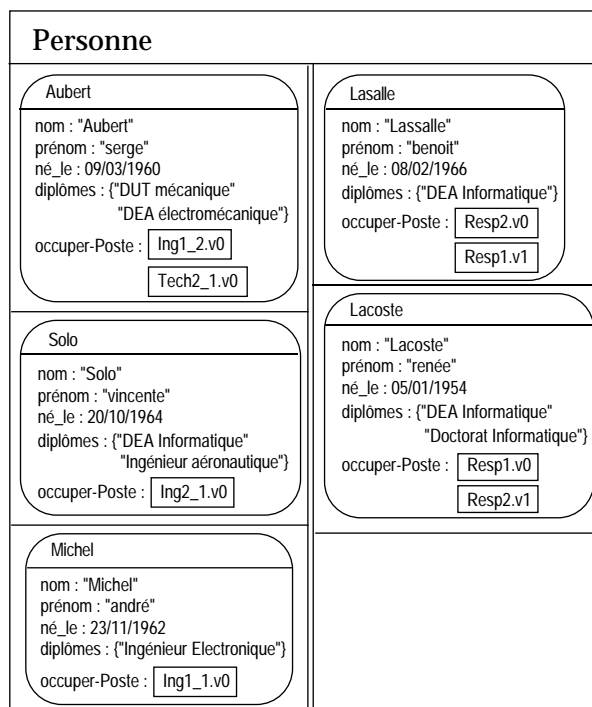 Personne
Aubert
nom : "Aubert"
prénom : "serge"
né_le : 09/03/1960
diplômes : {"DUT mécanique"
"DEA électromécanique"}
occuper-Poste : Ing1_2.v0
Tech2_1.v0
Solo
nom : "Solo"
prénom : "vincente"
né_le : 20/10/1964
diplômes : {"DEA Informatique"
"Ingénieur aéronautique"}
occuper-Poste : Ing2_1.v0
Michel
nom : "Michel"
prénom : "andré"
né_le : 23/11/1962
diplômes : {"Ingénieur Electronique"}
occuper-Poste : Ing1_1.v0
Lasalle
nom : "Lassalle"
prénom : "benoit"
né_le : 08/02/1966
diplômes : {"DEA Informatique"}
occuper-Poste : Resp2.v0
Resp1.v1
Lacoste
nom : "Lacoste"
prénom : "renée"
né_le : 05/01/1954
diplômes : {"DEA Informatique"
"Doctorat Informatique"}
occuper-Poste : Resp1.v0
Resp2.v1